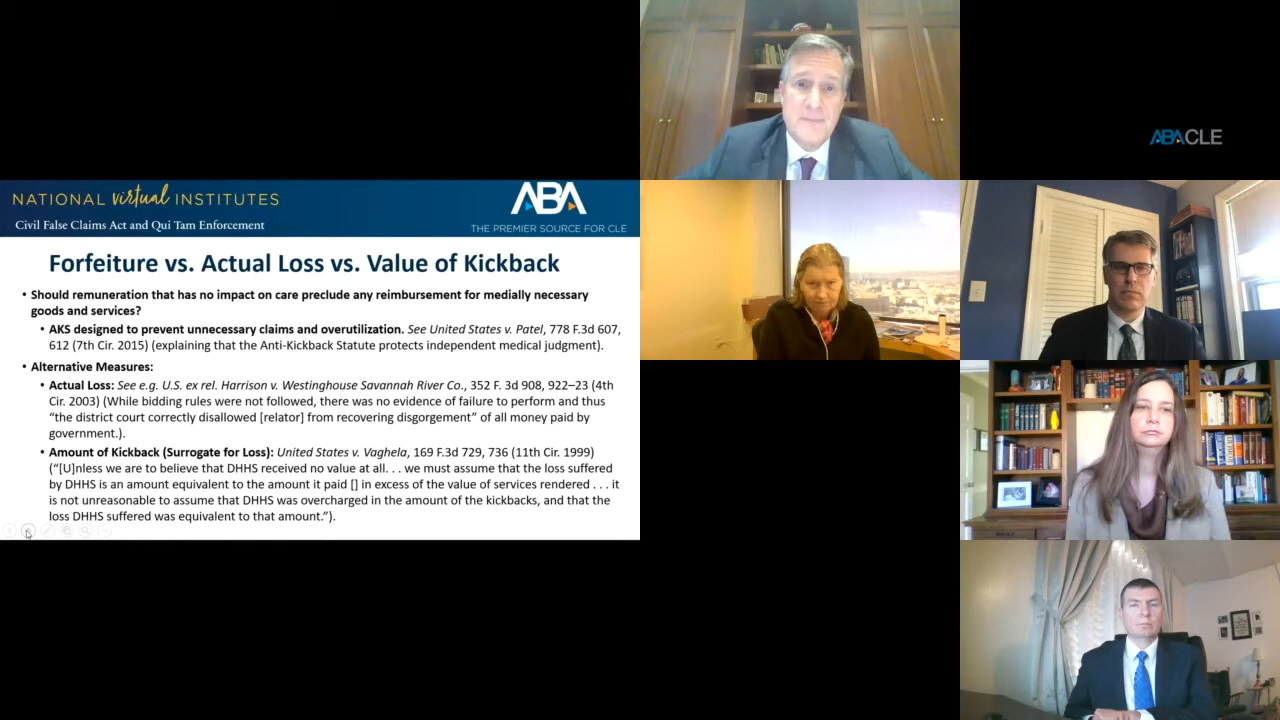 ABACLE
NATIONAL virtual INSTITUTES
Civil False Claims Act and Qui Tam Enforcement
ABA
THE PREMIER SOURCE FOR CLE
Forfeiture vs. Actual Loss vs. Value of Kickback
• Should remuneration that has no impact on care preclude any reimbursement for medially necessary
goods and services?
• AKS designed to prevent unnecessary claims and overutilization. See United States v. Patel, 778 F.3d 607,
612 (7th Cir. 2015) (explaining that the Anti-Kickback Statute protects independent medical judgment).
• Alternative Measures:
• Actual Loss: See e.g. U.S. ex rel. Harrison v. Westinghouse Savannah River Co., 352 F. 3d 908, 922–23 (4th
Cir. 2003) (While bidding rules were not followed, there was no evidence of failure to perform and thus
“the district court correctly disallowed [relator] from recovering disgorgement” of all money paid by
government.).
• Amount of Kickback (Surrogate for Loss): United States v. Vaghela, 169 F.3d 729, 736 (11th Cir. 1999)
(“[U]nless we are to believe that DHHS received no value at all. . . we must assume that the loss suffered
by DHHS is an amount equivalent to the amount it paid [] in excess of the value of services rendered . . . it
is not unreasonable to assume that DHHS was overcharged in the amount of the kickbacks, and that the
loss DHHS suffered was equivalent to that amount.”).